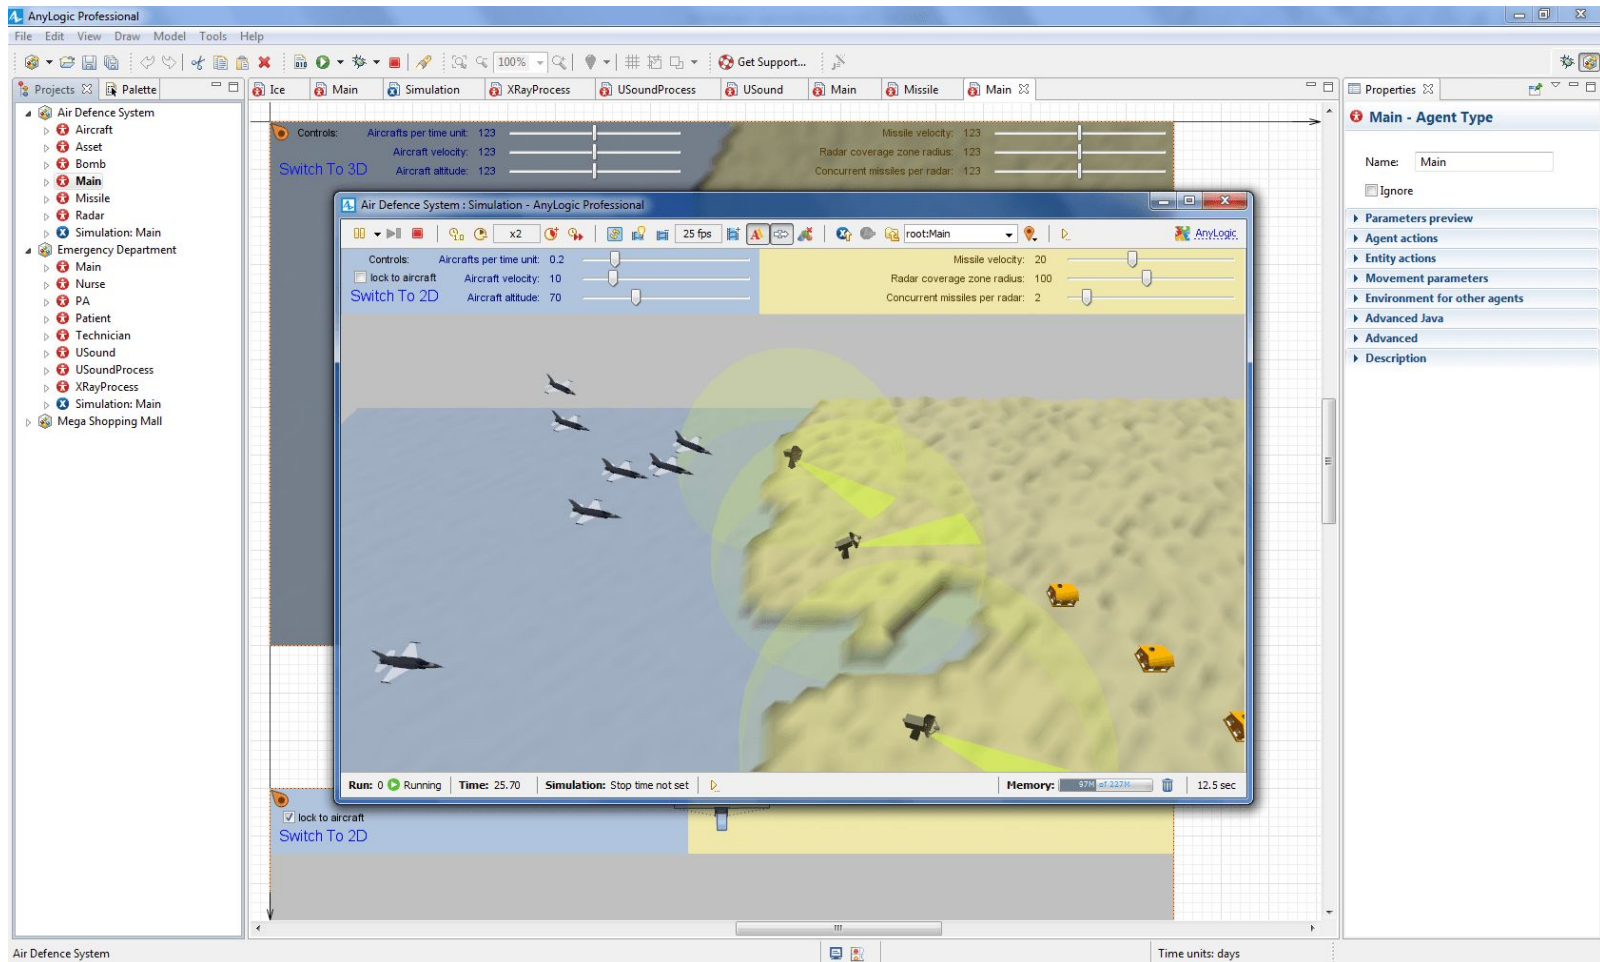 AnyLogic Professional
File Edit View Draw Model Tools Help
100% Get Support...
Projects Palette
Ice Main Simulation XRayProcess USoundProcess USound Main Missile Main
Properties
Air Defence System
Aircraft
Asset
Bomb
Main
Missile
Radar
Simulation: Main
Emergency Department
Main
Nurse
PA
Patient
Technician
USound
USoundProcess
XRayProcess
Simulation: Main
Mega Shopping Mall
Controls: Aircrafts per time unit: 123 Missile velocity: 123
Aircraft velocity: 123 Radar coverage zone radius: 123
Switch To 3D Aircraft altitude: 123 Concurrent missiles per radar: 123
Air Defence System : Simulation - AnyLogic Professional
x2 25 fps root:Main AnyLogic
Controls: Aircrafts per time unit: 0.2 Missile velocity: 20
lock to aircraft Aircraft velocity: 10 Radar coverage zone radius: 100
Switch To 2D Aircraft altitude: 70 Concurrent missiles per radar: 2
Run: 0 Running Time: 25.70 Simulation: Stop time not set Memory: 97M of 227M 12.5 sec
lock to aircraft
Switch To 2D
Main - Agent Type
Name: Main
Ignore
Parameters preview
Agent actions
Entity actions
Movement parameters
Environment for other agents
Advanced Java
Advanced
Description
Air Defence System Time units: days